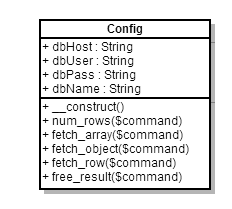 Config
+ dbHost : String
+ dbUser : String
+ dbPass : String
+ dbName : String
+ __construct()
+ num_rows($command)
+ fetch_array($command)
+ fetch_object($command)
+ fetch_row($command)
+ free_result($command)